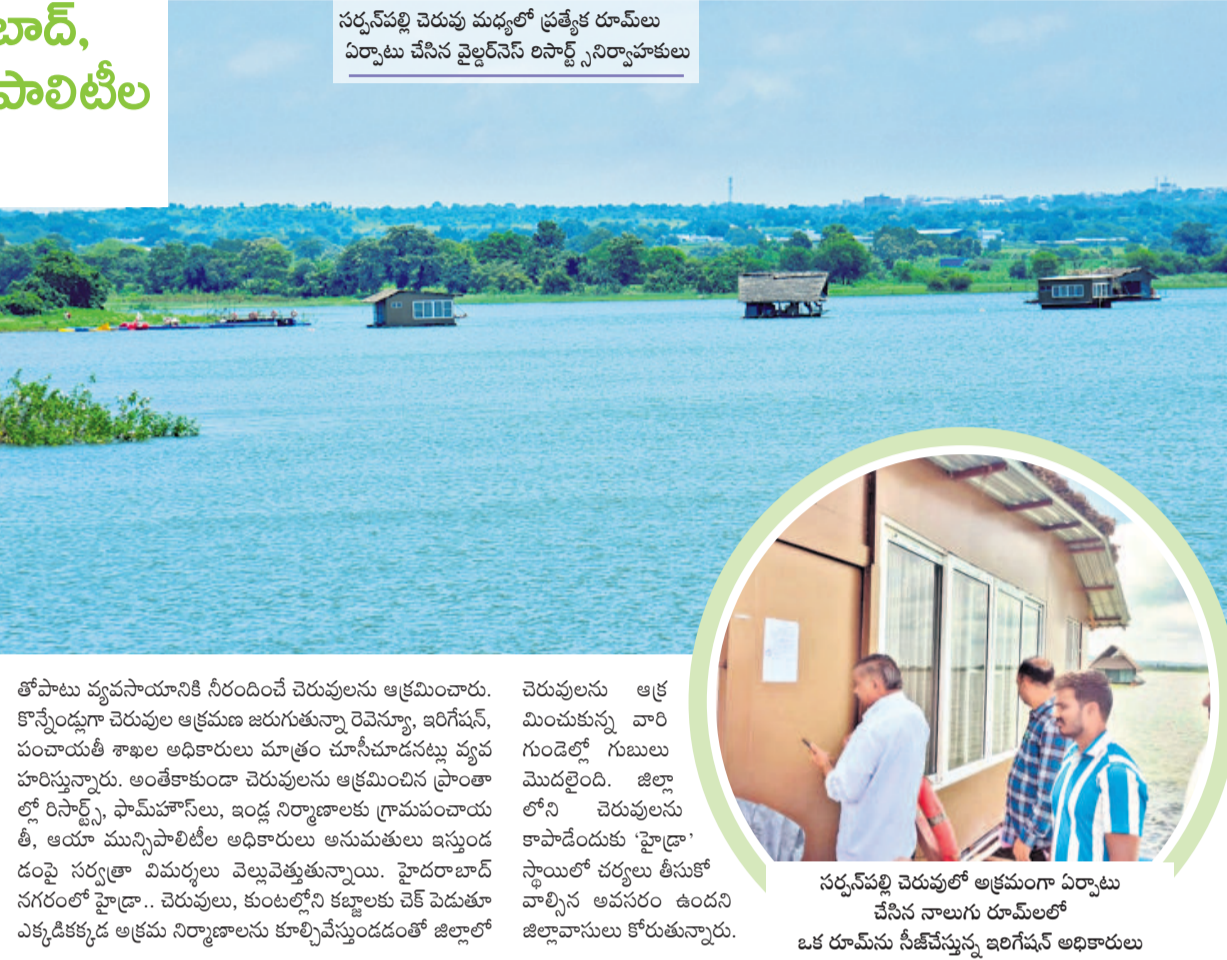 బాద్,
పాలిటీల
సర్పన్‌పల్లి చెరువు మధ్యలో ప్రత్యేక రూమ్‌లు
ఏర్పాటు చేసిన వైల్డర్‌నెస్ రిసార్ట్స్ నిర్వాహకులు
తోపాటు వ్యవసాయానికి నీరందించే చెరువులను ఆక్రమించారు.
కొన్నేండ్లుగా చెరువుల ఆక్రమణ జరుగుతున్నా రెవెన్యూ, ఇరిగేషన్,
పంచాయతీ శాఖల అధికారులు మాత్రం చూసీచూడనట్లు వ్యవ
హరిస్తున్నారు. అంతేకాకుండా చెరువులను ఆక్రమించిన ప్రాంతా
ల్లో రిసార్ట్స్, ఫామ్‌హౌస్‌లు, ఇండ్ల నిర్మాణాలకు గ్రామపంచాయ
తీ, ఆయా మున్సిపాలిటీల అధికారులు అనుమతులు ఇస్తుండ
డంపై సర్వత్రా విమర్శలు వెల్లువెత్తుతున్నాయి. హైదరాబాద్
నగరంలో హైడ్రా.. చెరువులు, కుంటల్లోని కబ్జాలకు చెక్ పెడుతూ
ఎక్కడికక్కడ అక్రమ నిర్మాణాలను కూల్చివేస్తుండడంతో జిల్లాలో
చెరువులను ఆక్ర
మించుకున్న వారి
గుండెల్లో గుబులు
మొదలైంది. జిల్లా
లోని చెరువులను
కాపాడేందుకు ‘హైడ్రా’
స్థాయిలో చర్యలు తీసుకో
వాల్సిన అవసరం ఉందని
జిల్లావాసులు కోరుతున్నారు.
సర్పన్‌పల్లి చెరువులో అక్రమంగా ఏర్పాటు
చేసిన నాలుగు రూమ్‌లలో
ఒక రూమ్‌ను సీజ్‌చేస్తున్న ఇరిగేషన్ అధికారులు